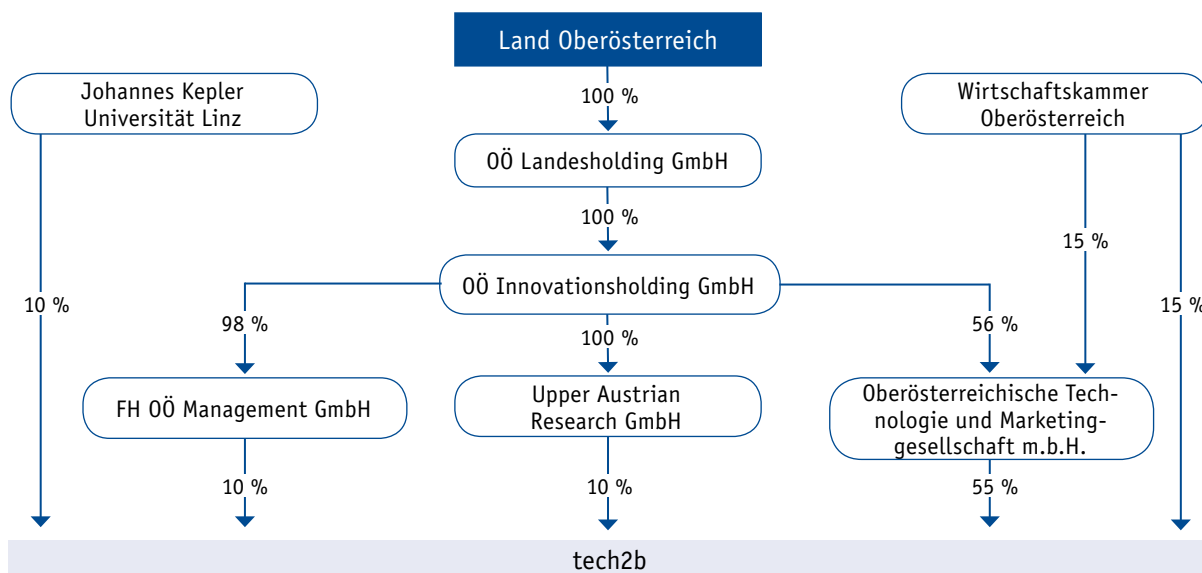 Land Oberösterreich
Johannes Kepler
Universität Linz
100 %
Wirtschaftskammer
Oberösterreich
OÖ Landesholding GmbH
100 %
15 %
OÖ Innovationsholding GmbH
10 %
98 %
100 %
56 %
15 %
FH OÖ Management GmbH
Upper Austrian
Research GmbH
Oberösterreichische Tech-
nologie und Marketing-
gesellschaft m.b.H.
10 %
10 %
55 %
tech2b